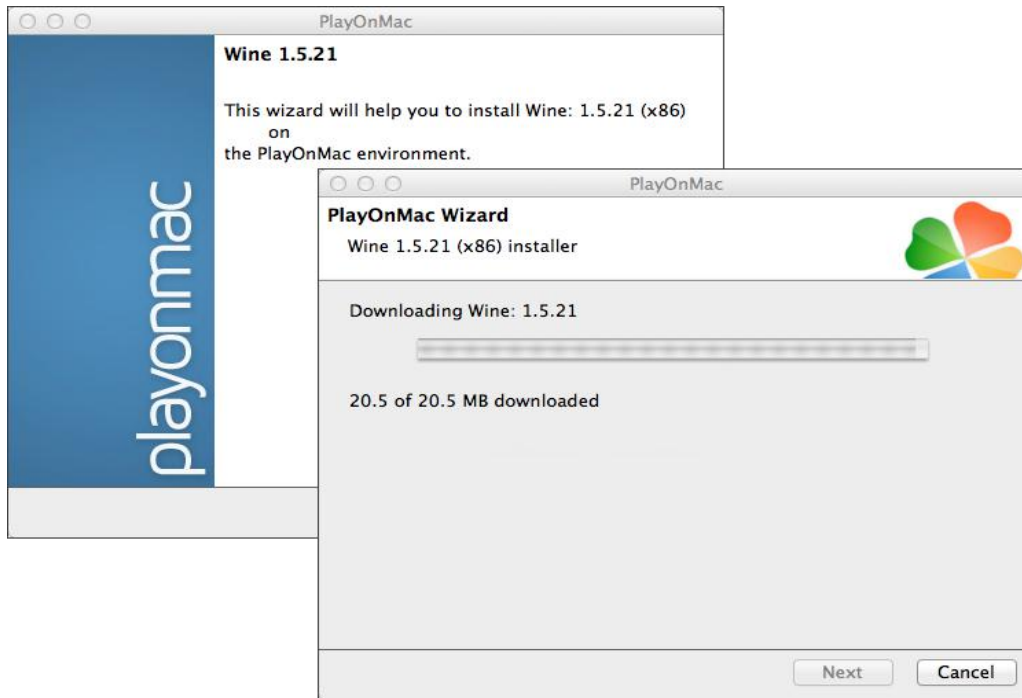 PlayOnMac
Wine 1.5.21
This wizard will help you to install Wine: 1.5.21 (x86)
on
the PlayOnMac environment.
playonmac
PlayOnMac
PlayOnMac Wizard
Wine 1.5.21 (x86) installer
Downloading Wine: 1.5.21
20.5 of 20.5 MB downloaded
Next Cancel